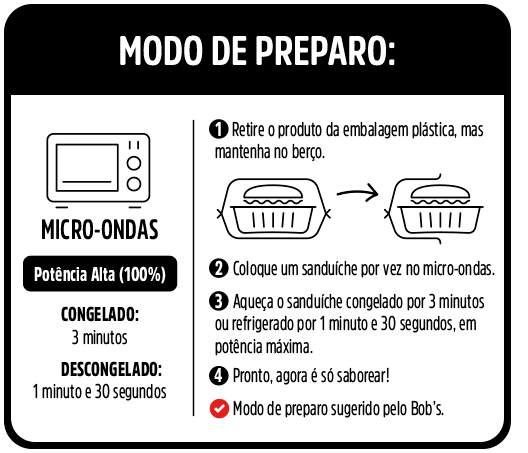 MODO DE PREPARO:
MICRO-ONDAS
Potência Alta (100%)
CONGELADO:
3 minutos
DESCONGELADO:
1 minuto e 30 segundos
1 Retire o produto da embalagem plástica, mas
mantenha no berço.
2 Coloque um sanduíche por vez no micro-ondas.
3 Aqueça o sanduíche congelado por 3 minutos
ou refrigerado por 1 minuto e 30 segundos, em
potência máxima.
4 Pronto, agora é só saborear!
Modo de preparo sugerido pelo Bob's.